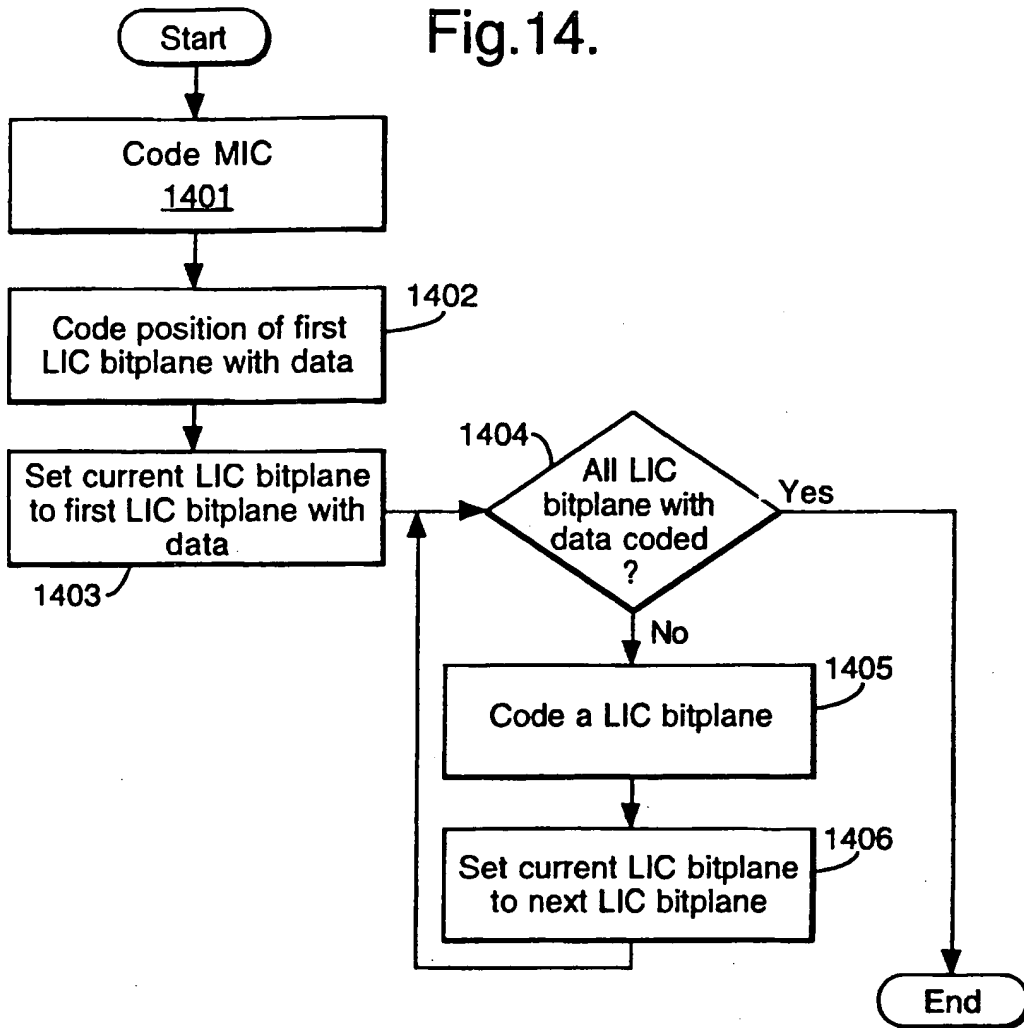 Fig.14.
Start
Code MIC
1401
1402
Code position of first
LIC bitplane with data
Set current LIC bitplane
to first LIC bitplane with
data
1403
1404
All LIC
bitplane with
data coded
?
Yes
No
1405
Code a LIC bitplane
1406
Set current LIC bitplane
to next LIC bitplane
End